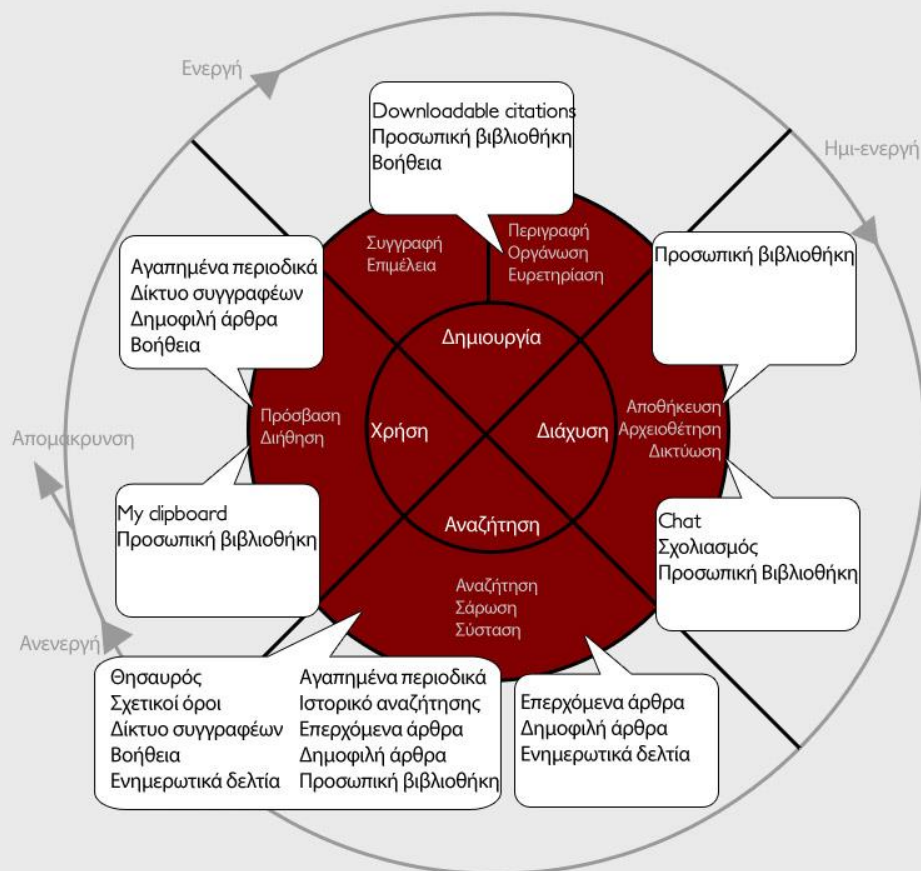 Ενεργή
Ημι-ενεργή
Downloadable citations
Προσωπική βιβλιοθήκη
Βοήθεια
Συγγραφή
Επιμέλεια
Περιγραφή
Οργάνωση
Ευρετηρίαση
Αγαπημένα περιοδικά
Δίκτυο συγγραφέων
Δημοφιλή άρθρα
Βοήθεια
Προσωπική βιβλιοθήκη
Δημιουργία
Πρόσβαση
Διήθηση
Χρήση
Διάχυση
Αποθήκευση
Αρχειοθέτηση
Δικτύωση
Απομάκρυνση
My clipboard
Προσωπική βιβλιοθήκη
Αναζήτηση
Chat
Σχολιασμός
Προσωπική Βιβλιοθήκη
Αναζήτηση
Σάρωση
Σύσταση
Ανενεργή
Θησαυρός
Σχετικοί όροι
Δίκτυο συγγραφέων
Βοήθεια
Ενημερωτικά δελτία
Αγαπημένα περιοδικά
Ιστορικό αναζήτησης
Επερχόμενα άρθρα
Δημοφιλή άρθρα
Προσωπική βιβλιοθήκη
Επερχόμενα άρθρα
Δημοφιλή άρθρα
Ενημερωτικά δελτία